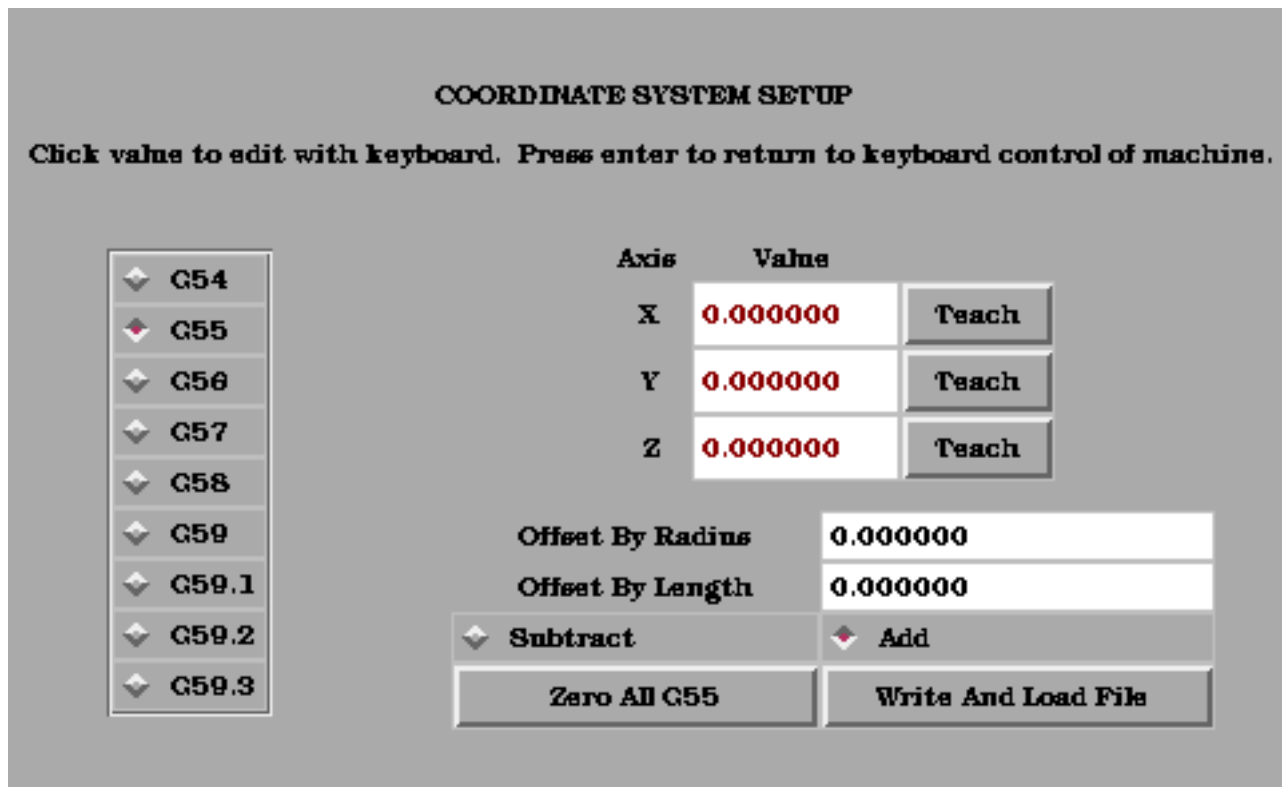 COORDINATE SYSTEM SETUP
Click value to edit with keyboard. Press enter to return to keyboard control of machine.
G54
G55
G56
G57
G58
G59
G59.1
G59.2
G59.3
Axis Value
X 0.000000 Teach
Y 0.000000 Teach
Z 0.000000 Teach
Offset By Radius 0.000000
Offset By Length 0.000000
Subtract Add
Zero All G55 Write And Load File